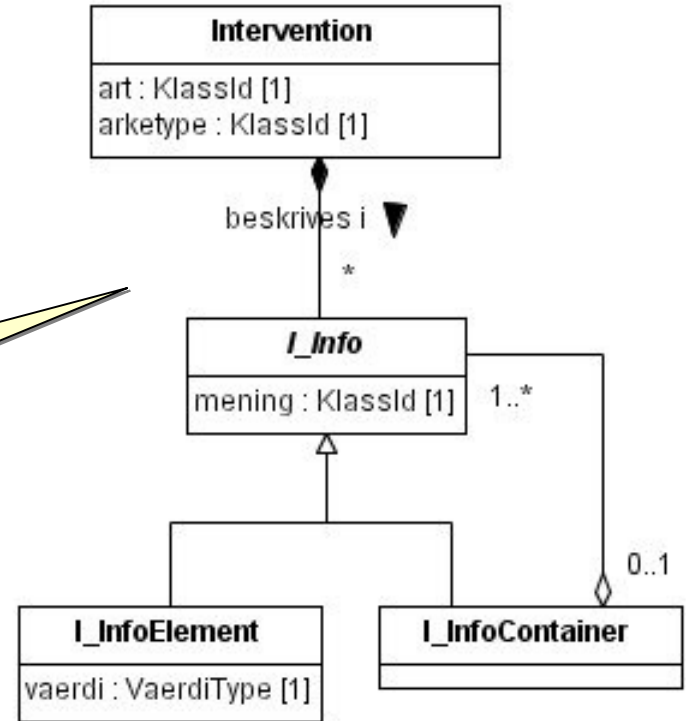 Intervention
art : KlassId [1]
arketype : KlassId [1]
beskrives i
*
I_Info
mening : KlassId [1]
1..*
0..1
I_InfoElement
I_InfoContainer
vaerdi : VaerdiType [1]